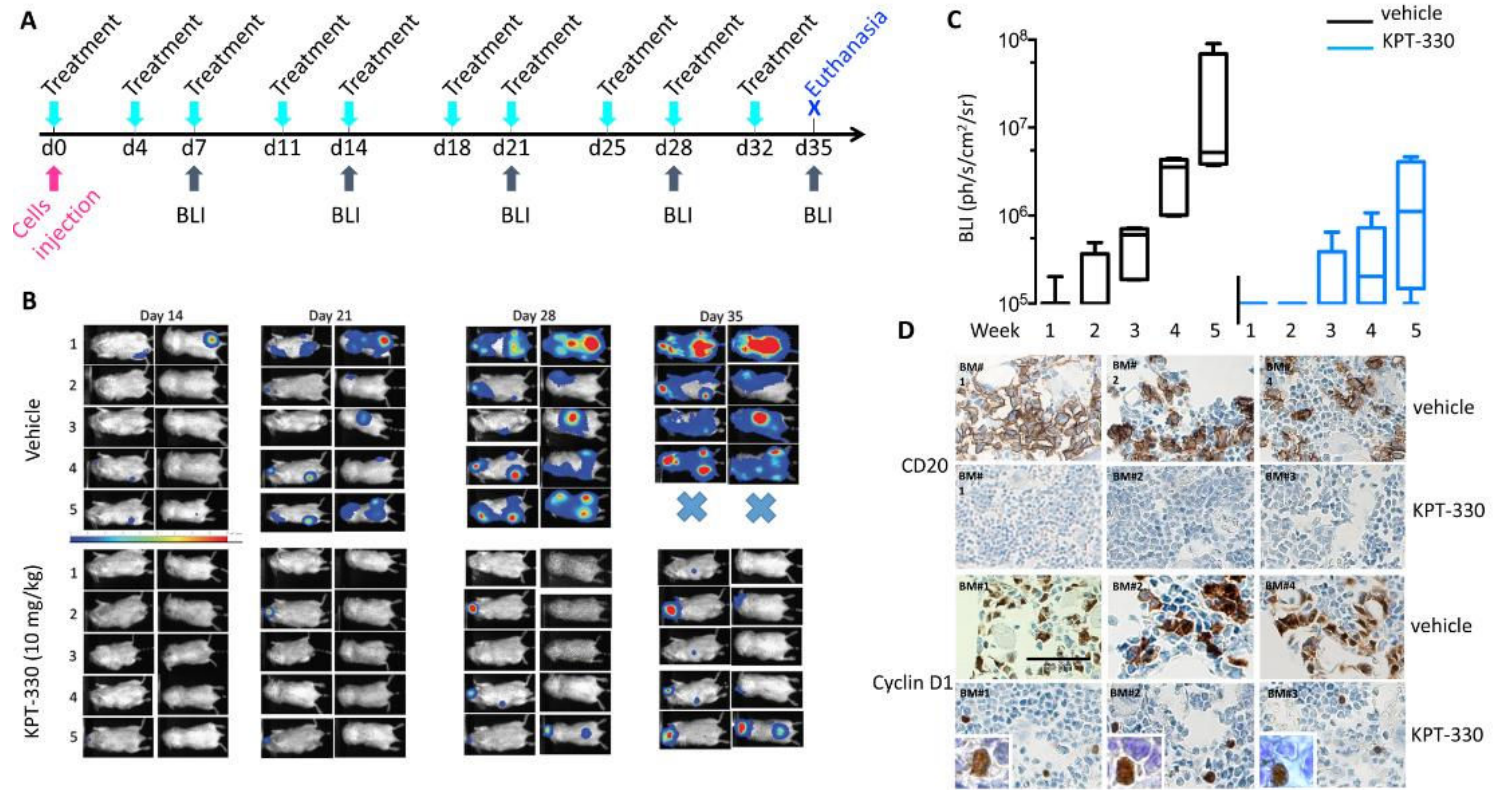 A
Treatment
Treatment
Treatment
Treatment
Treatment
Treatment
Treatment
Treatment
Treatment
Treatment
Euthanasia
X
d0
d4
d7
d11
d14
d18
d21
d25
d28
d32
d35
Cells
injection
BLI
BLI
BLI
BLI
BLI
B
Day 14
Day 21
Day 28
Day 35
Vehicle
1
2
3
4
5
KPT-330 (10 mg/kg)
1
2
3
4
5
C
vehicle
KPT-330
BLI (ph/s/cm²/sr)
10⁸
10⁷
10⁶
10⁵
Week
1
2
3
4
5
1
2
3
4
5
D
CD20
BM#
1
BM#
2
BM#
4
vehicle
BM#
1
BM#2
BM#3
KPT-330
Cyclin D1
BM#1
BM#2
BM#4
vehicle
BM#1
BM#2
BM#3
KPT-330